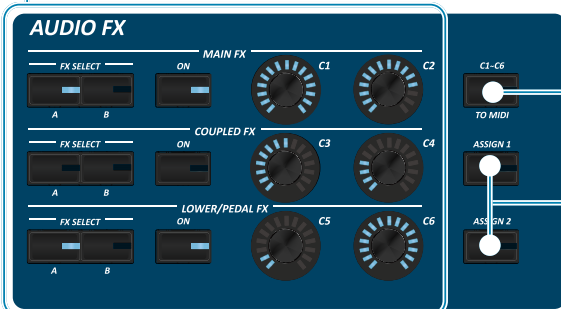 AUDIO FX
MAIN FX
FX SELECT ON C1 C2 C1~C6
A B TO MIDI
COUPLED FX
FX SELECT ON C3 C4 ASSIGN 1
A B
LOWER/PEDAL FX
FX SELECT ON C5 C6 ASSIGN 2
A B